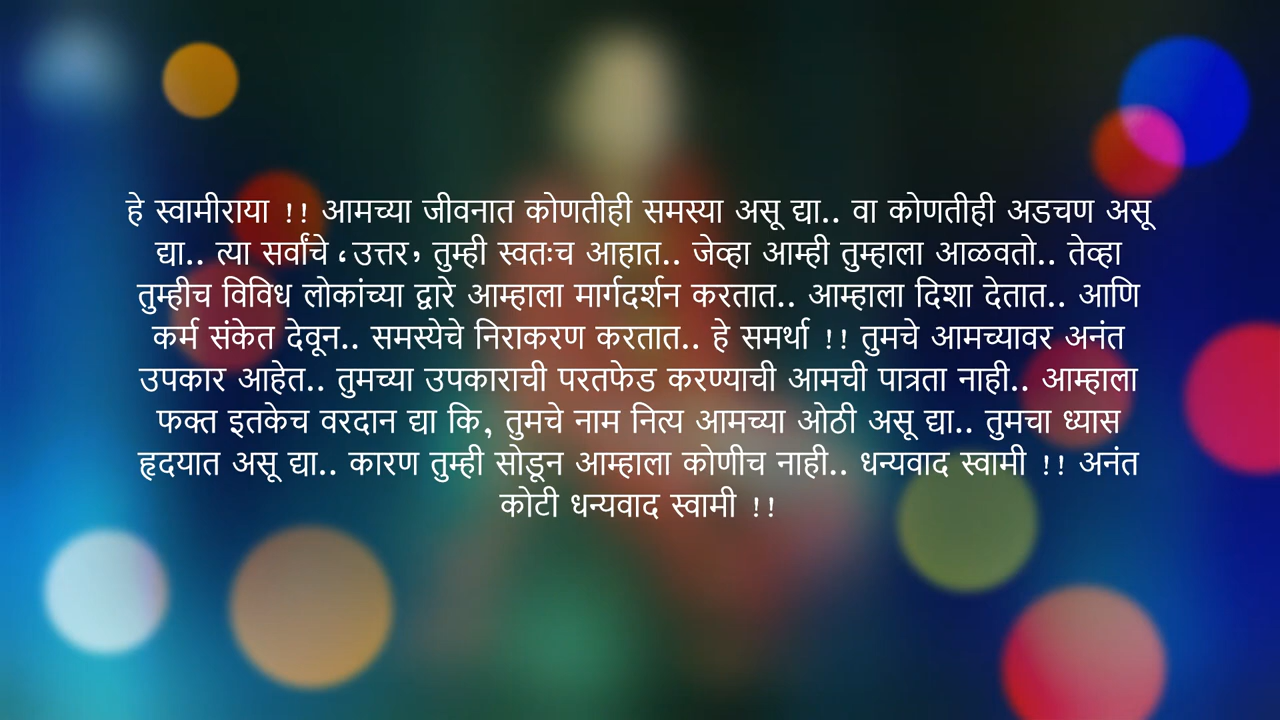 हे स्वामीराया !! आमच्या जीवनात कोणतीही समस्या असू द्या.. वा कोणतीही अडचण असू
द्या.. त्या सर्वांचे ‘उत्तर’ तुम्ही स्वतःच आहात.. जेव्हा आम्ही तुम्हाला आळवतो.. तेव्हा
तुम्हीच विविध लोकांच्या द्वारे आम्हाला मार्गदर्शन करतात.. आम्हाला दिशा देतात.. आणि
कर्म संकेत देवून.. समस्येचे निराकरण करतात.. हे समर्था !! तुमचे आमच्यावर अनंत
उपकार आहेत.. तुमच्या उपकाराची परतफेड करण्याची आमची पात्रता नाही.. आम्हाला
फक्त इतकेच वरदान द्या कि, तुमचे नाम नित्य आमच्या ओठी असू द्या.. तुमचा ध्यास
हृदयात असू द्या.. कारण तुम्ही सोडून आम्हाला कोणीच नाही.. धन्यवाद स्वामी !! अनंत
कोटी धन्यवाद स्वामी !!